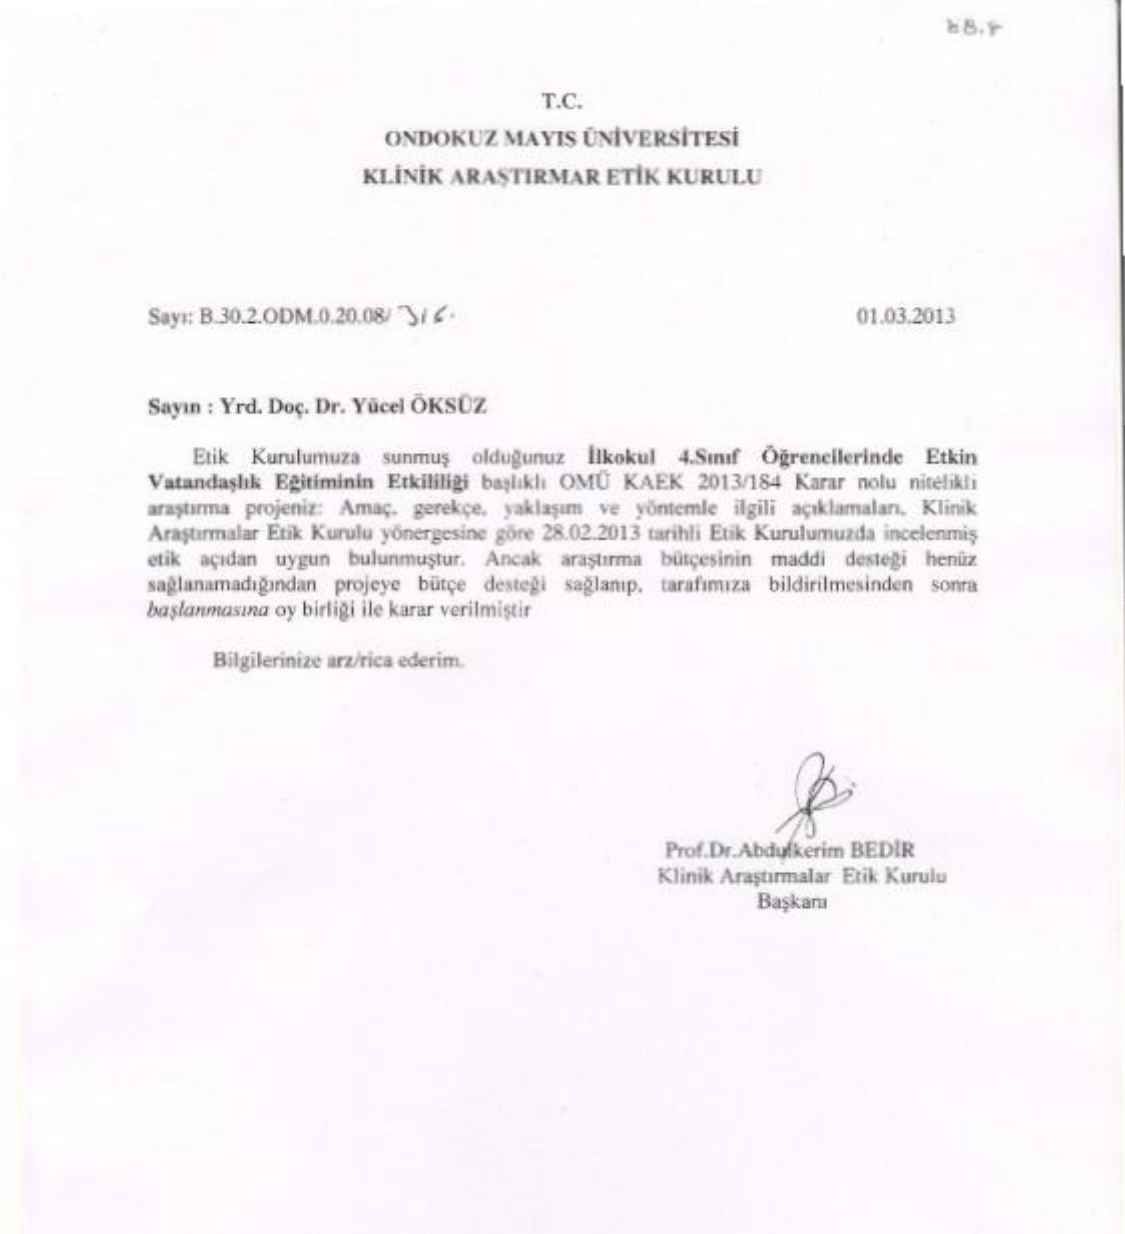 T.C.
ONDOKUZ MAYIS ÜNİVERSİTESİ
KLİNİK ARAŞTIRMAR ETİK KURULU
Sayı: B.30.2.ODM.0.20.08/ 01.03.2013
Sayın : Yrd. Doç. Dr. Yücel ÖKSÜZ
Etik Kurulumuza sunmuş olduğunuz İlkokul 4.Sınıf Öğrencilerinde Etkin
Vatandaşlık Eğitiminin Etkililiği başlıklı OMÜ KAEK 2013/184 Karar nolu nitelikli
araştırma projeniz: Amaç, gerekçe, yaklaşım ve yöntemle ilgili açıklamaları, Klinik
Araştırmalar Etik Kurulu yönergesine göre 28.02.2013 tarihli Etik Kurulumuzda incelenmiş
etik açıdan uygun bulunmuştur. Ancak araştırma bütçesinin maddi desteği henüz
sağlanamadığından projeye bütçe desteği sağlanıp, tarafımıza bildirilmesinden sonra
başlanmasına oy birliği ile karar verilmiştir
Bilgilerinize arz/rica ederim.
Prof.Dr.Abdulkerim BEDİR
Klinik Araştırmalar Etik Kurulu
Başkanı